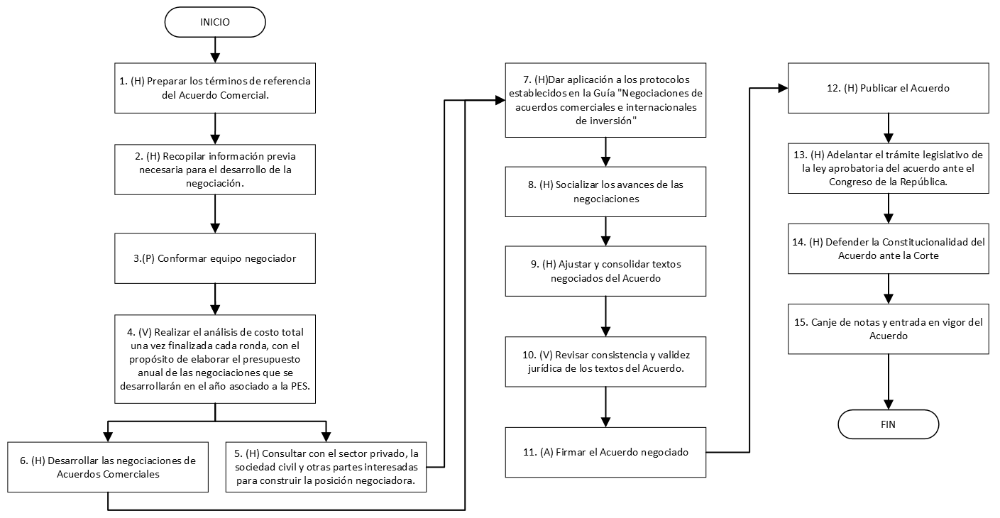 INICIO
1. (H) Preparar los términos de referencia
del Acuerdo Comercial.
2. (H) Recopilar información previa
necesaria para el desarrollo de la
negociación.
3.(P) Conformar equipo negociador
4. (V) Realizar el análisis de costo total
una vez finalizada cada ronda, con el
propósito de elaborar el presupuesto
anual de las negociaciones que se
desarrollarán en el año asociado a la PES.
6. (H) Desarrollar las negociaciones de
Acuerdos Comerciales
5. (H) Consultar con el sector privado, la
sociedad civil y otras partes interesadas
para construir la posición negociadora.
7. (H)Dar aplicación a los protocolos
establecidos en la Guía "Negociaciones de
acuerdos comerciales e internacionales
de inversión"
8. (H) Socializar los avances de las
negociaciones
9. (H) Ajustar y consolidar textos
negociados del Acuerdo
10. (V) Revisar consistencia y validez
jurídica de los textos del Acuerdo.
11. (A) Firmar el Acuerdo negociado
12. (H) Publicar el Acuerdo
13. (H) Adelantar el trámite legislativo de
la ley aprobatoria del acuerdo ante el
Congreso de la República.
14. (H) Defender la Constitucionalidad del
Acuerdo ante la Corte
15. Canje de notas y entrada en vigor del
Acuerdo
FIN